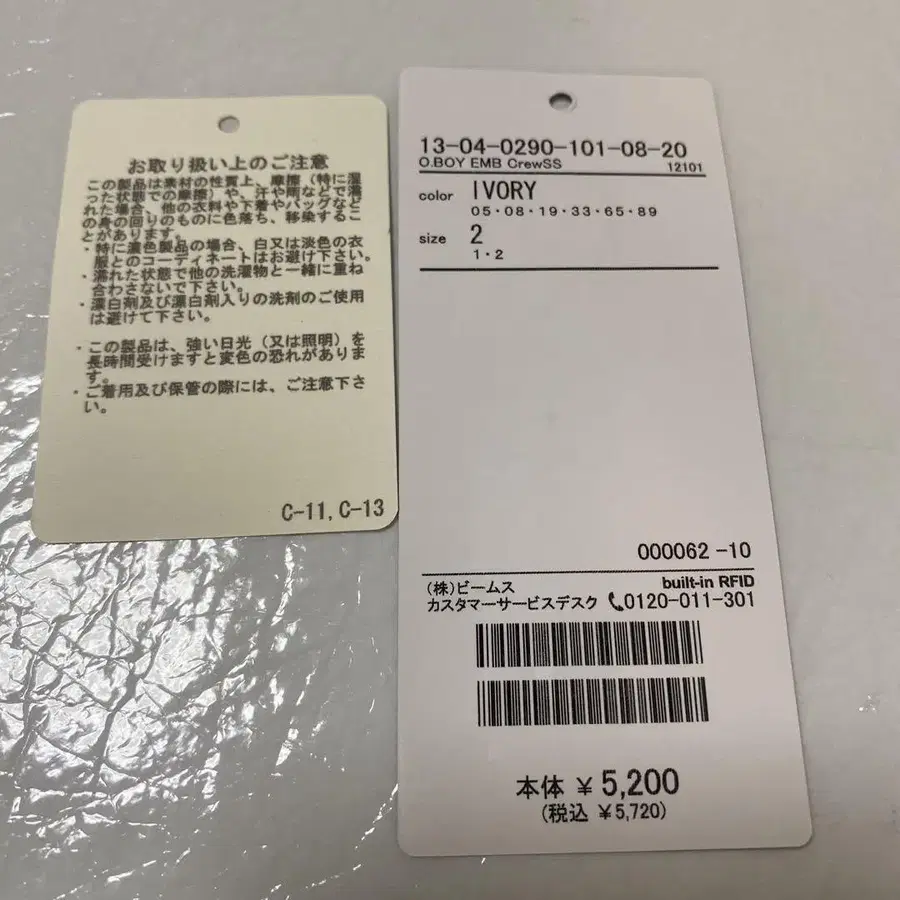 お取り扱い上のご注意
この製品は素材の性質上、摩擦（特に湿
った状態での摩擦）や、汗や雨などで濡
れた場合、他の衣料や下着やバッグなど
の身の回りのものに色落ち、移染するこ
とがあります。
・特に濃色製品の場合、白又は淡色の衣
服とのコーディネートはお避け下さい。
・濡れた状態で他の洗濯物と一緒に重ね
合わさないで下さい。
・漂白剤及び漂白剤入りの洗剤のご使用
は避けて下さい。
・この製品は、強い日光（又は照明）を
長時間受けますと変色の恐れがありま
す。
・ご着用及び保管の際には、ご注意下さ
い。
C-11,C-13
13-04-0290-101-08-20
O.BOY EMB CrewSS 12101
color IVORY
05・08・19・33・65・89
size 2
1・2
000062 -10
built-in RFID
(株)ビームス
カスタマーサービスデスク 0120-011-301
本体 ¥ 5,200
(税込 ¥5,720)